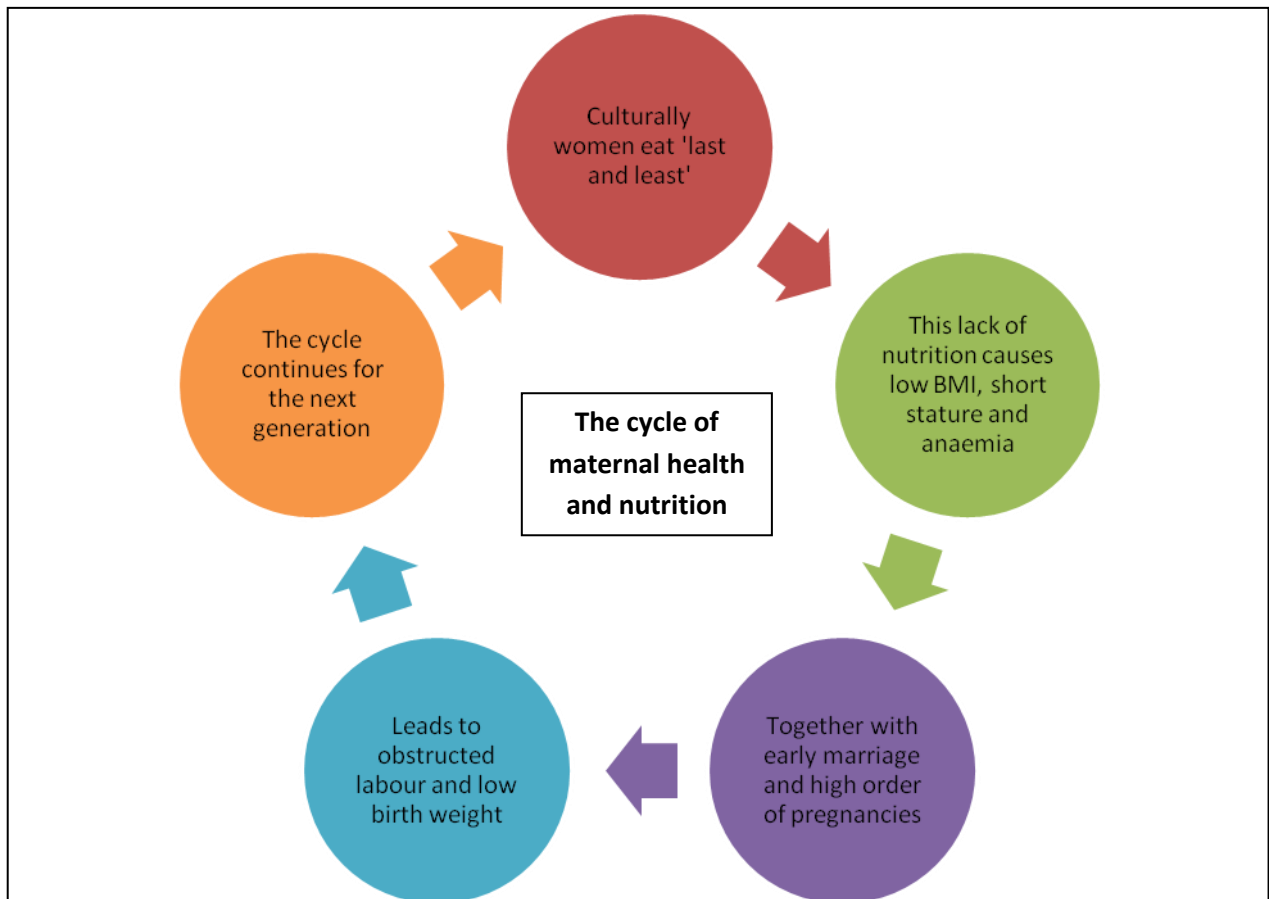 Culturally
women eat 'last
and least'
This lack of
nutrition causes
low BMI, short
stature and
anaemia
Together with
early marriage
and high order
of pregnancies
Leads to
obstructed
labour and low
birth weight
The cycle
continues for
the next
generation
The cycle of
maternal health
and nutrition